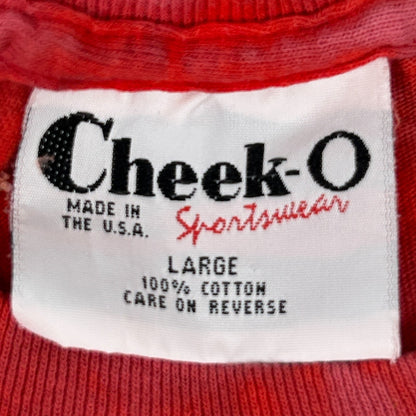 Cheek-O
Sportswear
MADE IN
THE U.S.A.
LARGE
100% COTTON
CARE ON REVERSE